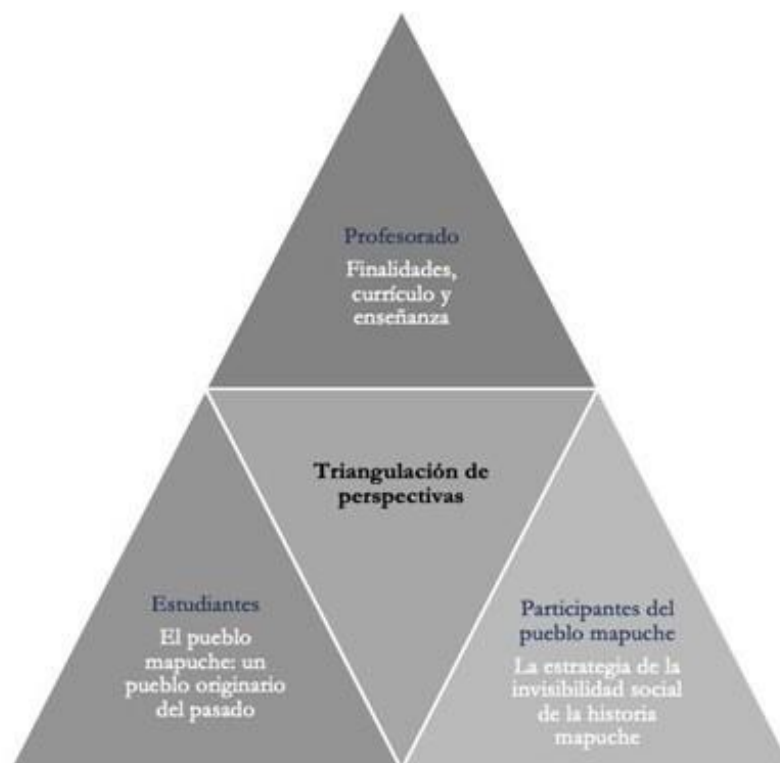 Profesorado
Finalidades,
currículo y
enseñanza
Triangulación de
perspectivas
Estudiantes
El pueblo
mapuche: un
pueblo originario
del pasado
Participantes del
pueblo mapuche
La estrategia de la
invisibilidad social
de la historia
mapuche